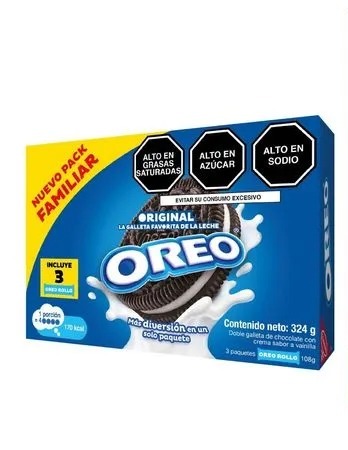 NUEVO PACK
FAMILIAR
ALTO EN
GRASAS
SATURADAS
ALTO EN
AZÚCAR
ALTO EN
SODIO
EVITAR SU CONSUMO EXCESIVO
ORIGINAL
LA GALLETA FAVORITA DE LA LECHE
OREO
INCLUYE
3
OREO ROLLO
1 porción
= 4
170 kcal
Más diversión en un
solo paquete
Contenido neto: 324 g
Doble galleta de chocolate con
crema sabor a vainilla
3 paquetes OREO ROLLO 108g